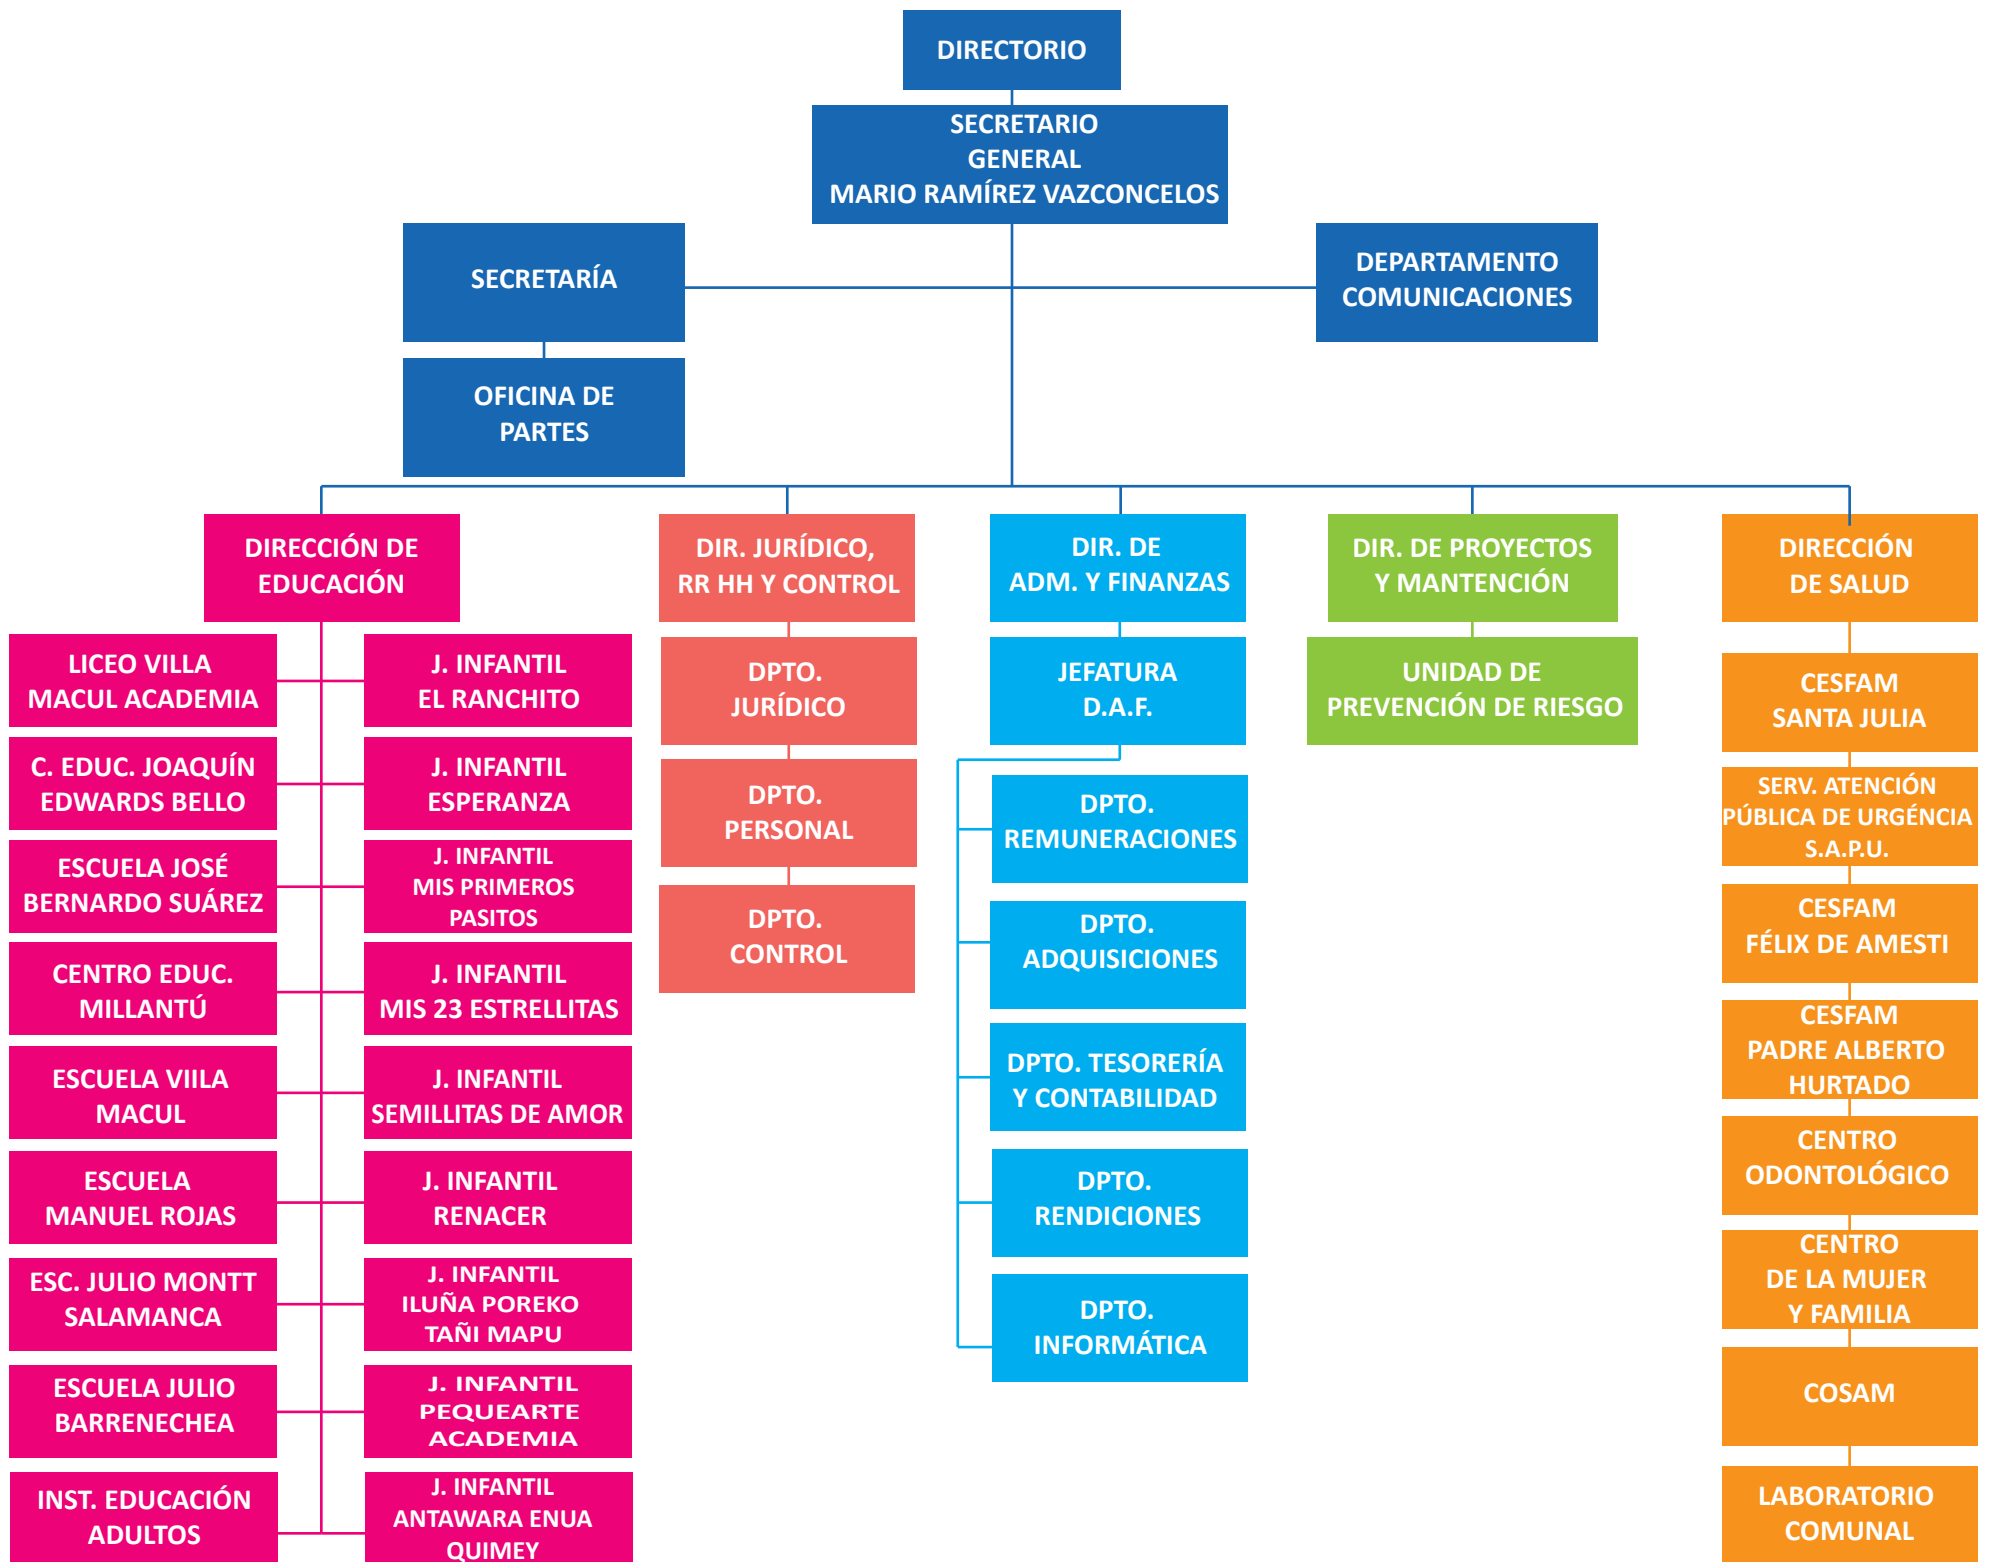 DIRECTORIO
SECRETARIO
GENERAL
MARIO RAMÍREZ VAZCONCELOS
SECRETARÍA
DEPARTAMENTO
COMUNICACIONES
OFICINA DE
PARTES
DIRECCIÓN DE
EDUCACIÓN
LICEO VILLA
MACUL ACADEMIA
J. INFANTIL
EL RANCHITO
C. EDUC. JOAQUÍN
EDWARDS BELLO
J. INFANTIL
ESPERANZA
ESCUELA JOSÉ
BERNARDO SUÁREZ
J. INFANTIL
MIS PRIMEROS
PASITOS
CENTRO EDUC.
MILLANTÚ
J. INFANTIL
MIS 23 ESTRELLITAS
ESCUELA VIILA
MACUL
J. INFANTIL
SEMILLITAS DE AMOR
ESCUELA
MANUEL ROJAS
J. INFANTIL
RENACER
ESC. JULIO MONTT
SALAMANCA
J. INFANTIL
ILUÑA POREKO
TAÑI MAPU
ESCUELA JULIO
BARRENECHEA
J. INFANTIL
PEQUEARTE
ACADEMIA
INST. EDUCACIÓN
ADULTOS
J. INFANTIL
ANTAWARA ENUA
QUIMEY
DIR. JURÍDICO,
RR HH Y CONTROL
DPTO.
JURÍDICO
DPTO.
PERSONAL
DPTO.
CONTROL
DIR. DE
ADM. Y FINANZAS
JEFATURA
D.A.F.
DPTO.
REMUNERACIONES
DPTO.
ADQUISICIONES
DPTO. TESORERÍA
Y CONTABILIDAD
DPTO.
RENDICIONES
DPTO.
INFORMÁTICA
DIR. DE PROYECTOS
Y MANTENCIÓN
UNIDAD DE
PREVENCIÓN DE RIESGO
DIRECCIÓN
DE SALUD
CESFAM
SANTA JULIA
SERV. ATENCIÓN
PÚBLICA DE URGÉNCIA
S.A.P.U.
CESFAM
FÉLIX DE AMESTI
CESFAM
PADRE ALBERTO
HURTADO
CENTRO
ODONTOLÓGICO
CENTRO
DE LA MUJER
Y FAMILIA
COSAM
LABORATORIO
COMUNAL